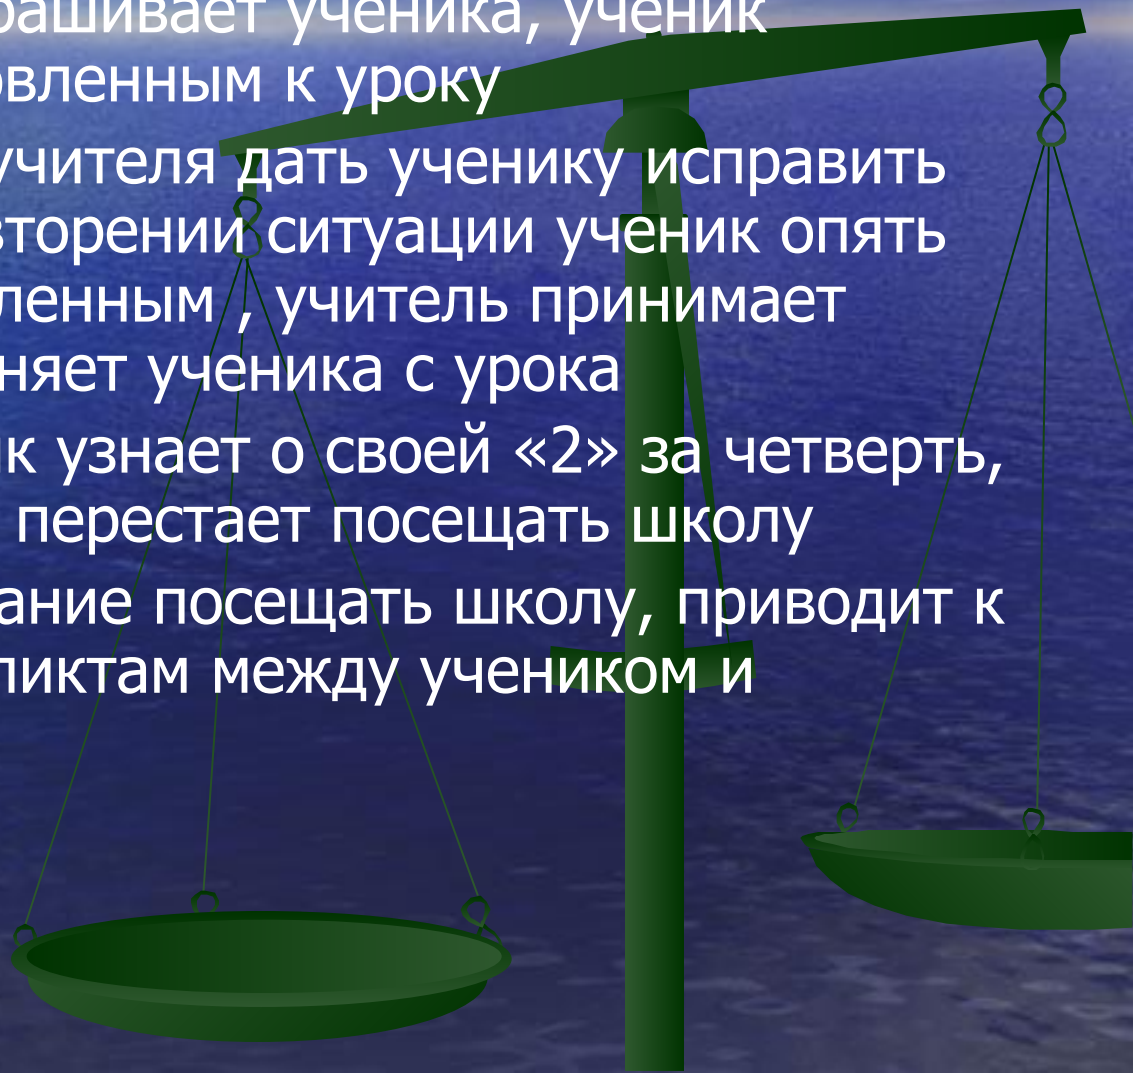 рашивает ученика, ученик
овленным к уроку
учителя дать ученику исправить
вторении ситуации ученик опять
ленным , учитель принимает
няет ученика с урока
к узнает о своей «2» за четверть,
перестает посещать школу
ание посещать школу, приводит к
ликтам между учеником и